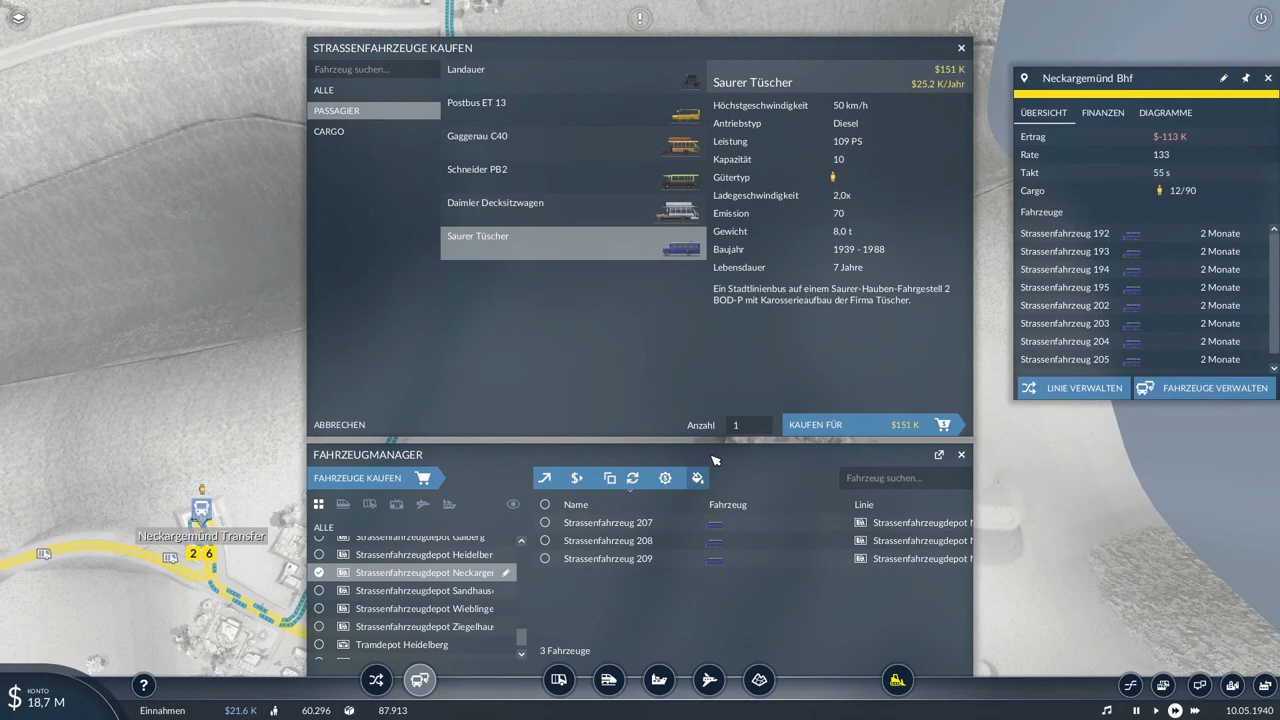 STRASSENFAHRZEUGE KAUFEN
Fahrzeug suchen...
ALLE
PASSAGIER
CARGO
Landauer
Postbus ET 13
Gaggenau C40
Schneider PB2
Daimler Decksitzwagen
Saurer Tüscher
$151 K
Saurer Tüscher
$25,2 K/Jahr
Höchstgeschwindigkeit 50 km/h
Antriebstyp Diesel
Leistung 109 PS
Kapazität 10
Gütertyp
Ladegeschwindigkeit 2,0x
Emission 70
Gewicht 8,0 t
Baujahr 1939 - 1988
Lebensdauer 7 Jahre
Ein Stadtlinienbus auf einem Saurer-Hauben-Fahrgestell 2
BOD-P mit Karosserieaufbau der Firma Tüscher.
ABBRECHEN
Anzahl 1
KAUFEN FÜR $151 K
Neckargemünd Bhf
ÜBERSICHT FINANZEN DIAGRAMME
Ertrag $-113 K
Rate 133
Takt 55 s
Cargo 12/90
Fahrzeuge
Strassenfahrzeug 192 2 Monate
Strassenfahrzeug 193 2 Monate
Strassenfahrzeug 194 2 Monate
Strassenfahrzeug 195 2 Monate
Strassenfahrzeug 202 2 Monate
Strassenfahrzeug 203 2 Monate
Strassenfahrzeug 204 2 Monate
Strassenfahrzeug 205 2 Monate
LINIE VERWALTEN FAHRZEUGE VERWALTEN
FAHRZEUGMANAGER
FAHRZEUGE KAUFEN
Fahrzeug suchen...
ALLE
Strassenfahrzeugdepot Gaiberg
Strassenfahrzeugdepot Heidelber
Strassenfahrzeugdepot Neckarge
Strassenfahrzeugdepot Sandhaus
Strassenfahrzeugdepot Wieblinge
Strassenfahrzeugdepot Ziegelhau
Tramdepot Heidelberg
Name Fahrzeug Linie
Strassenfahrzeug 207 Strassenfahrzeugdepot N
Strassenfahrzeug 208 Strassenfahrzeugdepot N
Strassenfahrzeug 209 Strassenfahrzeugdepot N
3 Fahrzeuge
Neckargemünd Transfer
2 6
$ KONTO
18,7 M
?
Einnahmen $21,6 K 60.296 87.913
10.05.1940